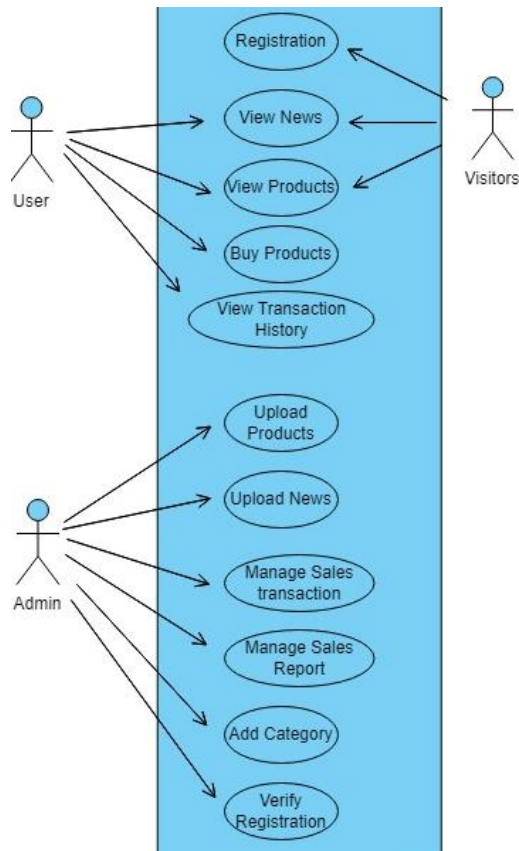 Registration
View News
User
Visitors
View Products
Buy Products
View Transaction
History
Upload
Products
Upload News
Admin
Manage Sales
transaction
Manage Sales
Report
Add Category
Verify
Registration